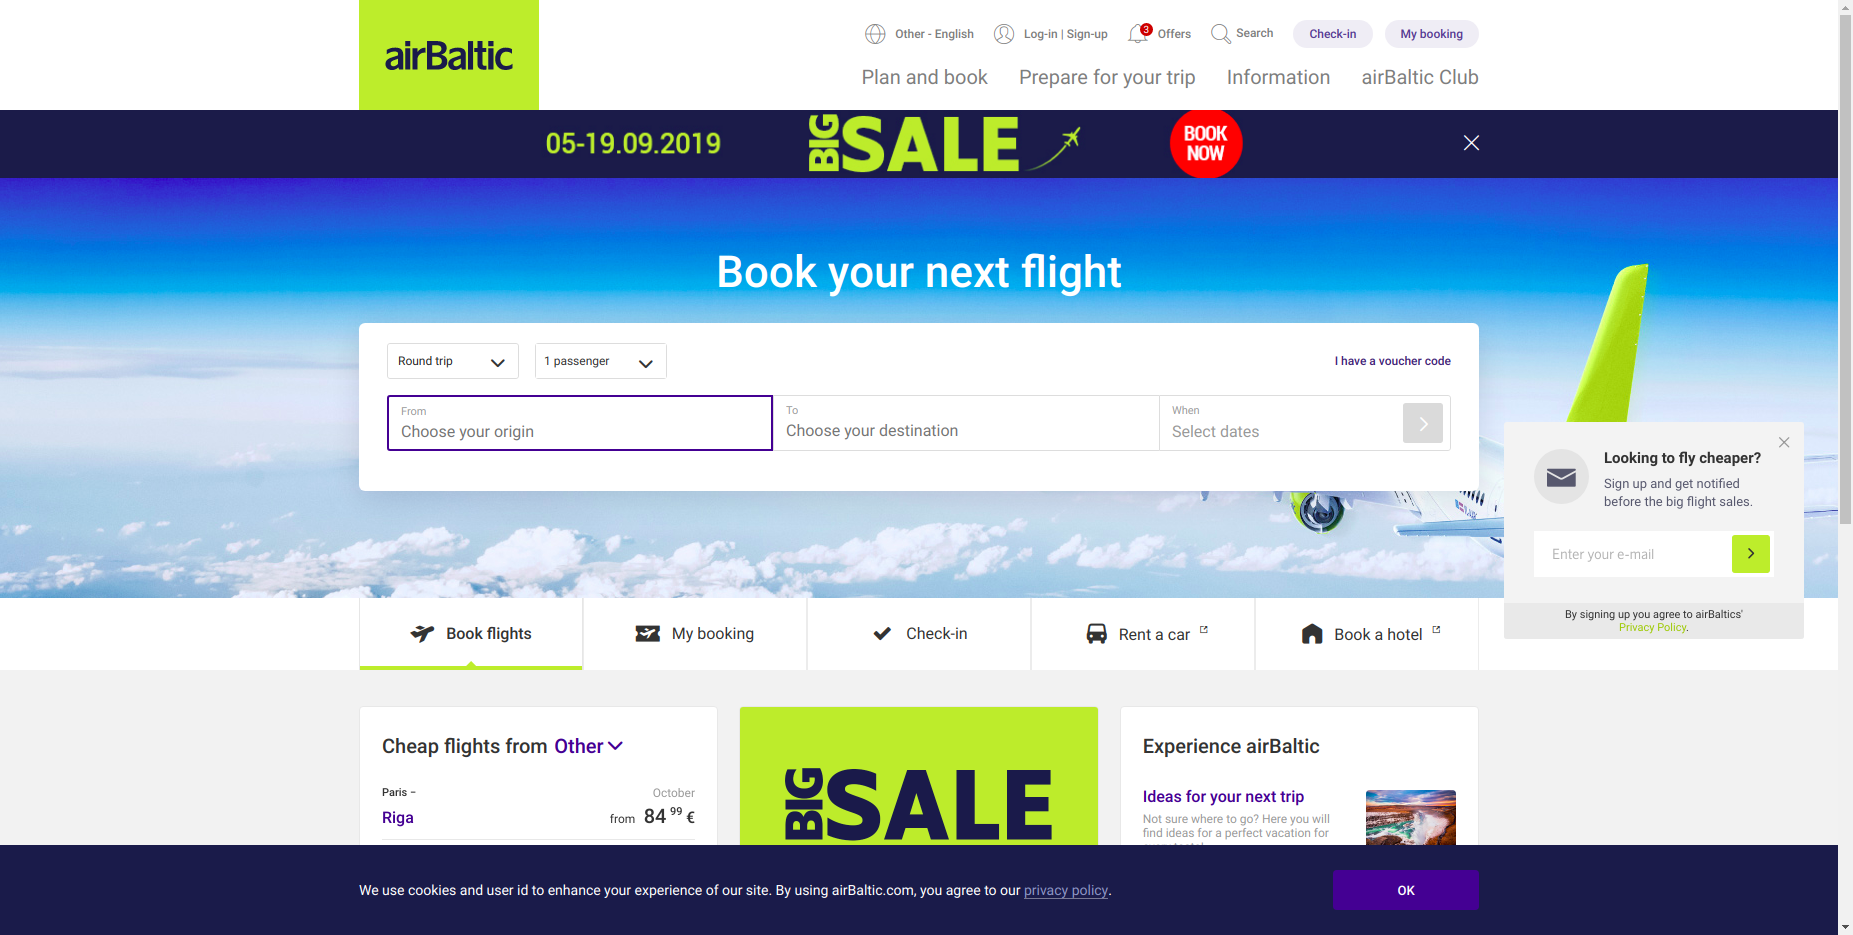 airBaltic
Other - English
Log-in | Sign-up
3
Offers
Search
Check-in
My booking
Plan and book
Prepare for your trip
Information
airBaltic Club
05-19.09.2019
BIG SALE
BOOK
NOW
Book your next flight
Round trip
1 passenger
I have a voucher code
From
Choose your origin
To
Choose your destination
When
Select dates
Looking to fly cheaper?
Sign up and get notified
before the big flight sales.
Enter your e-mail
By signing up you agree to airBaltics'
Privacy Policy.
Book flights
My booking
Check-in
Rent a car
Book a hotel
Cheap flights from Other
Paris –
October
Riga
from 84 99 €
BIG SALE
Experience airBaltic
Ideas for your next trip
Not sure where to go? Here you will
find ideas for a perfect vacation for
We use cookies and user id to enhance your experience of our site. By using airBaltic.com, you agree to our privacy policy.
OK